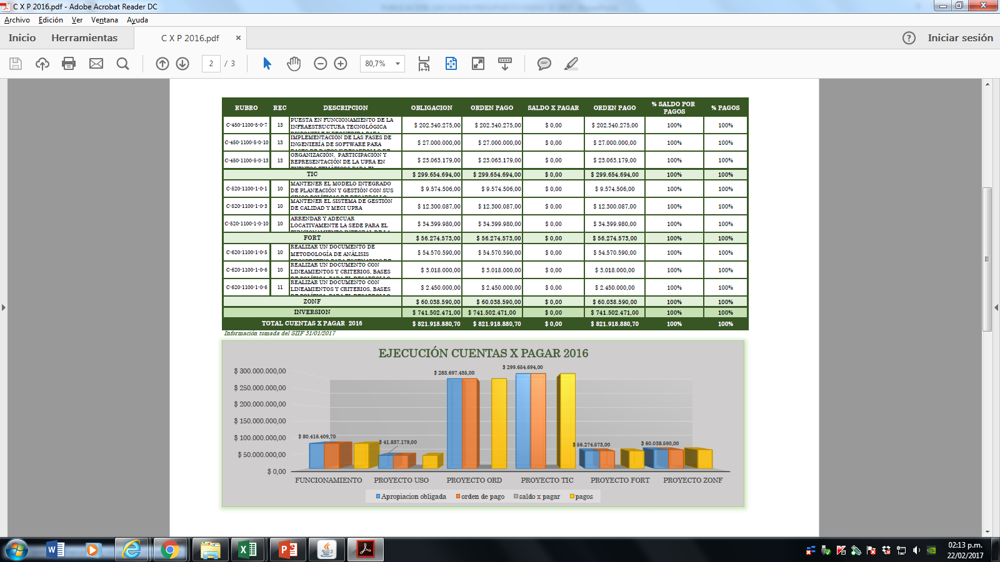 C X P 2016.pdf - Adobe Acrobat Reader DC
Archivo Edición Ver Ventana Ayuda
Inicio Herramientas C X P 2016.pdf × ? Iniciar sesión
2 / 3 80,7%
RUBRO REC DESCRIPCION OBLIGACION ORDEN PAGO SALDO X PAGAR ORDEN PAGO % SALDO POR PAGOS % PAGOS
C-450-1100-5-0-7 13 PUESTA EN FUNCIONAMIENTO DE LA INFRAESTRUCTURA TECNOLÓGICA $ 202.340.275,00 $ 202.340.275,00 $ 0,00 $ 202.340.275,00 100% 100%
C-450-1100-5-0-10 13 IMPLEMENTACIÓN DE LAS FASES DE INGENIERÍA DE SOFTWARE PARA $ 27.000.000,00 $ 27.000.000,00 $ 0,00 $ 27.000.000,00 100% 100%
C-450-1100-5-0-13 13 ORGANIZACIÓN, PARTICIPACIÓN Y REPRESENTACIÓN DE LA UPRA EN $ 23.063.179,00 $ 23.063.179,00 $ 0,00 $ 23.063.179,00 100% 100%
TIC $ 299.654.694,00 $ 299.654.694,00 $ 0,00 $ 299.654.694,00 100% 100%
C-520-1100-1-0-1 10 MANTENER EL MODELO INTEGRADO DE PLANEACIÓN Y GESTIÓN CON SUS $ 9.574.506,00 $ 9.574.506,00 $ 0,00 $ 9.574.506,00 100% 100%
C-520-1100-1-0-3 10 MANTENER EL SISTEMA DE GESTIÓN DE CALIDAD Y MECI UPRA $ 12.300.087,00 $ 12.300.087,00 $ 0,00 $ 12.300.087,00 100% 100%
C-520-1100-1-0-10 10 ARRENDAR Y ADECUAR LOCATIVAMENTE LA SEDE PARA EL $ 34.399.980,00 $ 34.399.980,00 $ 0,00 $ 34.399.980,00 100% 100%
FORT $ 56.274.573,00 $ 56.274.573,00 $ 0,00 $ 56.274.573,00 100% 100%
C-620-1100-1-0-5 10 REALIZAR UN DOCUMENTO DE METODOLOGÍA DE ANÁLISIS $ 54.570.590,00 $ 54.570.590,00 $ 0,00 $ 54.570.590,00 100% 100%
C-620-1100-1-0-6 10 REALIZAR UN DOCUMENTO CON LINEAMIENTOS Y CRITERIOS, BASES $ 3.018.000,00 $ 3.018.000,00 $ 0,00 $ 3.018.000,00 100% 100%
C-620-1100-1-0-6 11 REALIZAR UN DOCUMENTO CON LINEAMIENTOS Y CRITERIOS, BASES $ 2.450.000,00 $ 2.450.000,00 $ 0,00 $ 2.450.000,00 100% 100%
ZONF $ 60.038.590,00 $ 60.038.590,00 $ 0,00 $ 60.038.590,00 100% 100%
INVERSION $ 741.502.471,00 $ 741.502.471,00 $ 0,00 $ 741.502.471,00 100% 100%
TOTAL CUENTAS X PAGAR 2016 $ 821.918.880,70 $ 821.918.880,70 $ 0,00 $ 821.918.880,70 100% 100%
Información tomada del SIIF 31/01/2017
EJECUCIÓN CUENTAS X PAGAR 2016
$ 300.000.000,00
$ 250.000.000,00
$ 200.000.000,00
$ 150.000.000,00
$ 100.000.000,00
$ 50.000.000,00
$ 0,00
$ 80.416.409,70 $ 41.837.179,00 $ 283.697.435,00 $ 299.654.694,00 $ 56.274.573,00 $ 60.038.590,00
FUNCIONAMIENTO PROYECTO USO PROYECTO ORD PROYECTO TIC PROYECTO FORT PROYECTO ZONF
Apropiacion obligada orden de pago saldo x pagar pagos
02:13 p.m.
22/02/2017